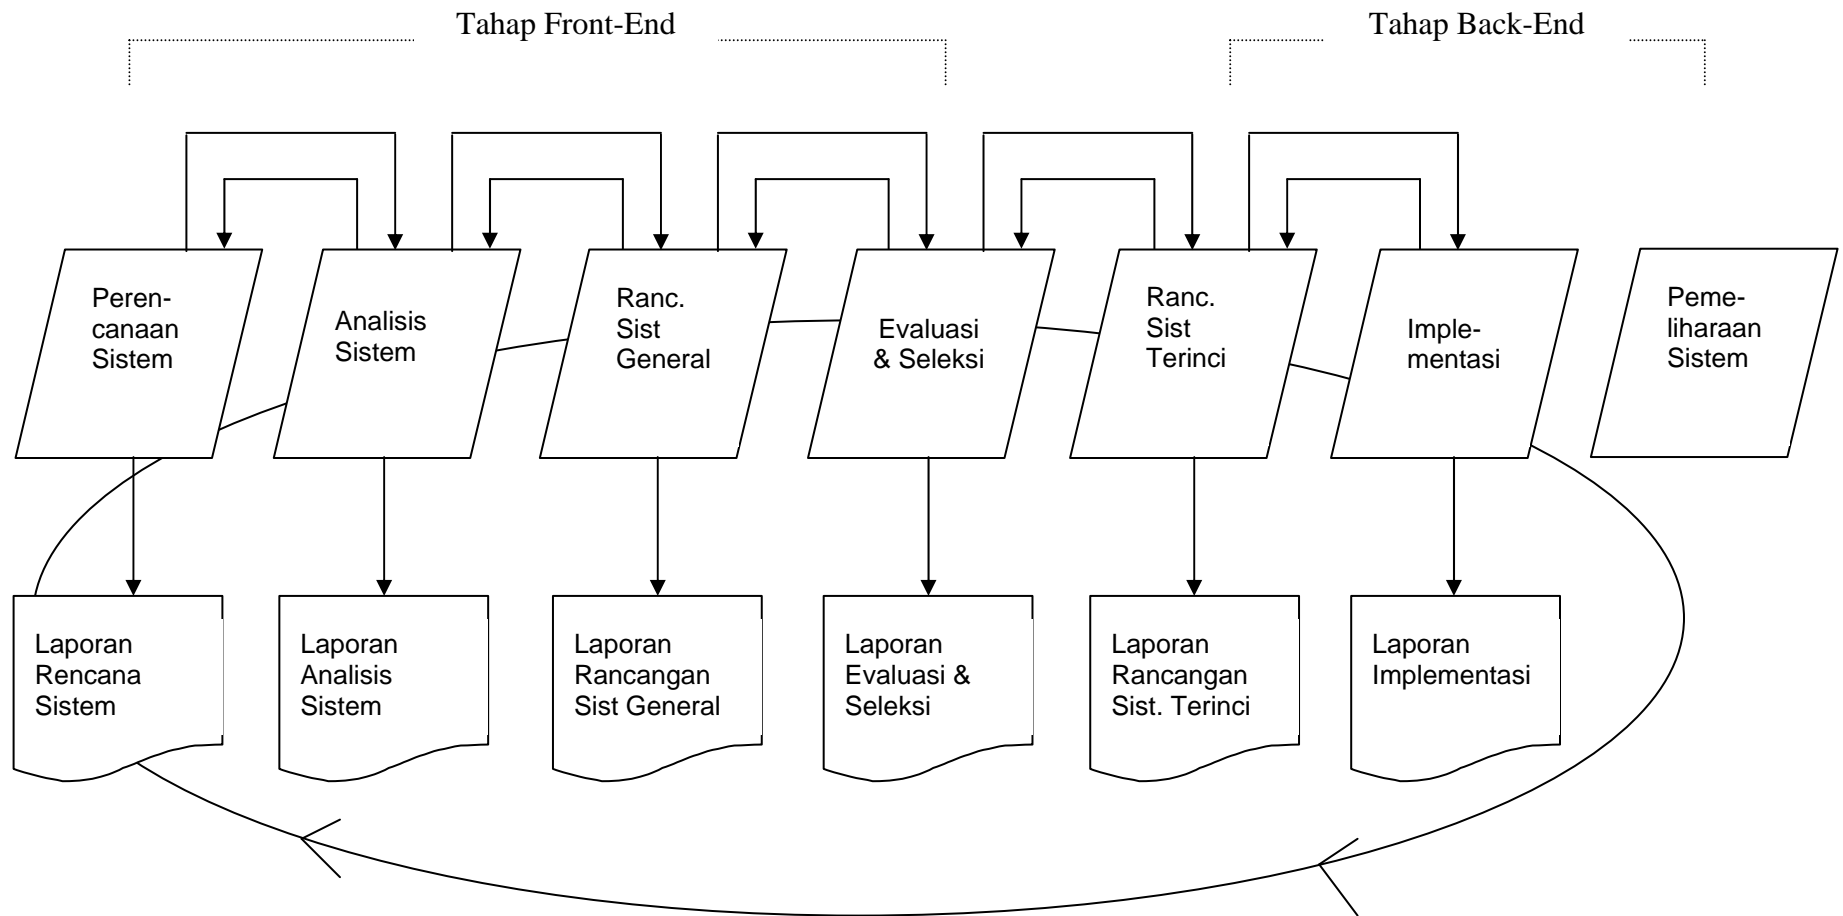 Tahap Front-End
Tahap Back-End
Peren-
canaan
Sistem
Analisis
Sistem
Ranc.
Sist
General
Evaluasi
& Seleksi
Ranc.
Sist
Terinci
Imple-
mentasi
Peme-
liharaan
Sistem
Laporan
Rencana
Sistem
Laporan
Analisis
Sistem
Laporan
Rancangan
Sist General
Laporan
Evaluasi &
Seleksi
Laporan
Rancangan
Sist. Terinci
Laporan
Implementasi